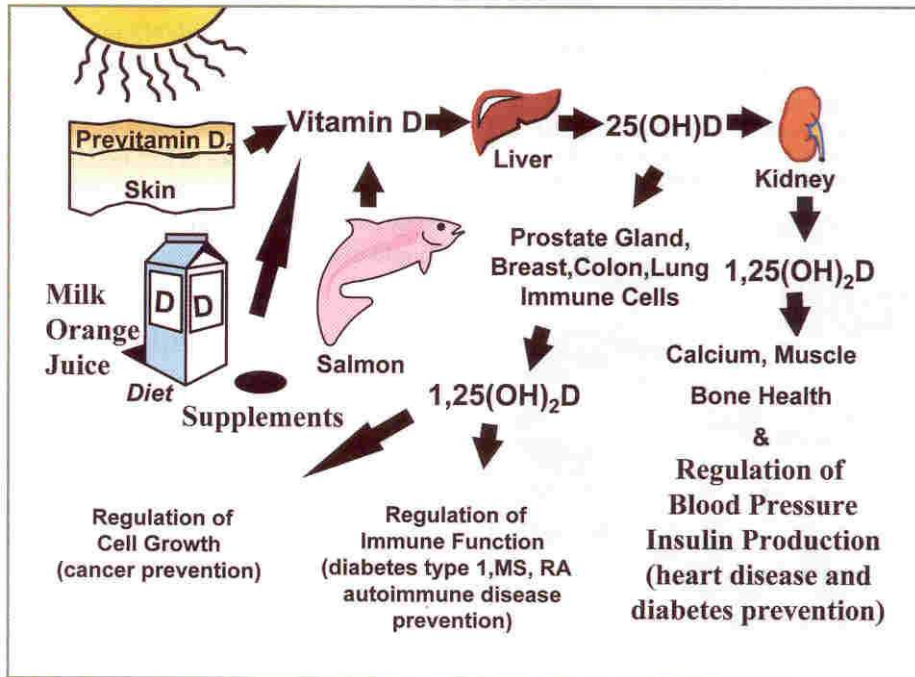 Previtamin D3
Skin
Vitamin D
Liver
25(OH)D
Kidney
Milk
Orange
Juice
D D
Diet
Supplements
Salmon
Prostate Gland,
Breast,Colon,Lung
Immune Cells
1,25(OH)2D
1,25(OH)2D
Calcium, Muscle
Bone Health
&
Regulation of
Blood Pressure
Insulin Production
(heart disease and
diabetes prevention)
Regulation of
Cell Growth
(cancer prevention)
Regulation of
Immune Function
(diabetes type 1,MS, RA
autoimmune disease
prevention)